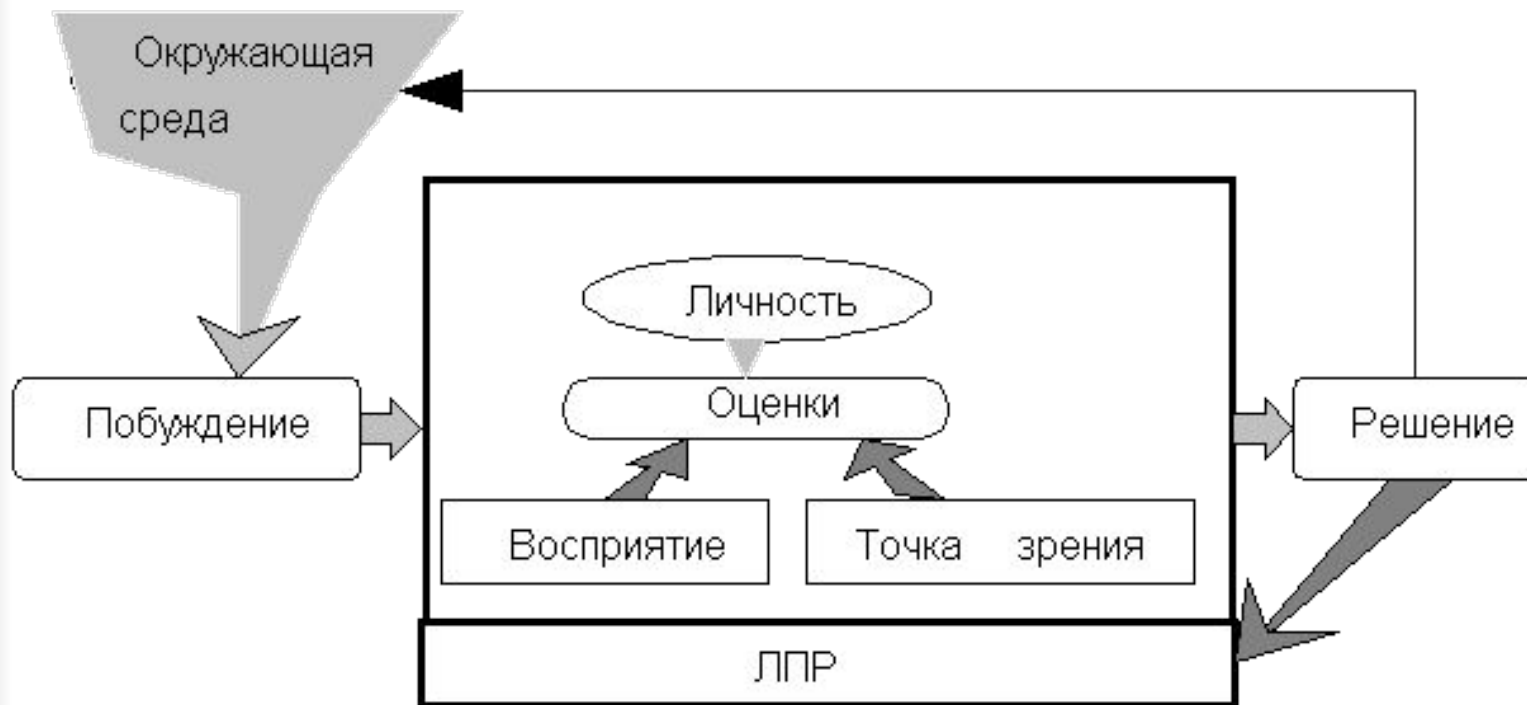 Окружающая
среда
Личность
Оценки
Побуждение
Решение
Восприятие
Точка зрения
ЛПР